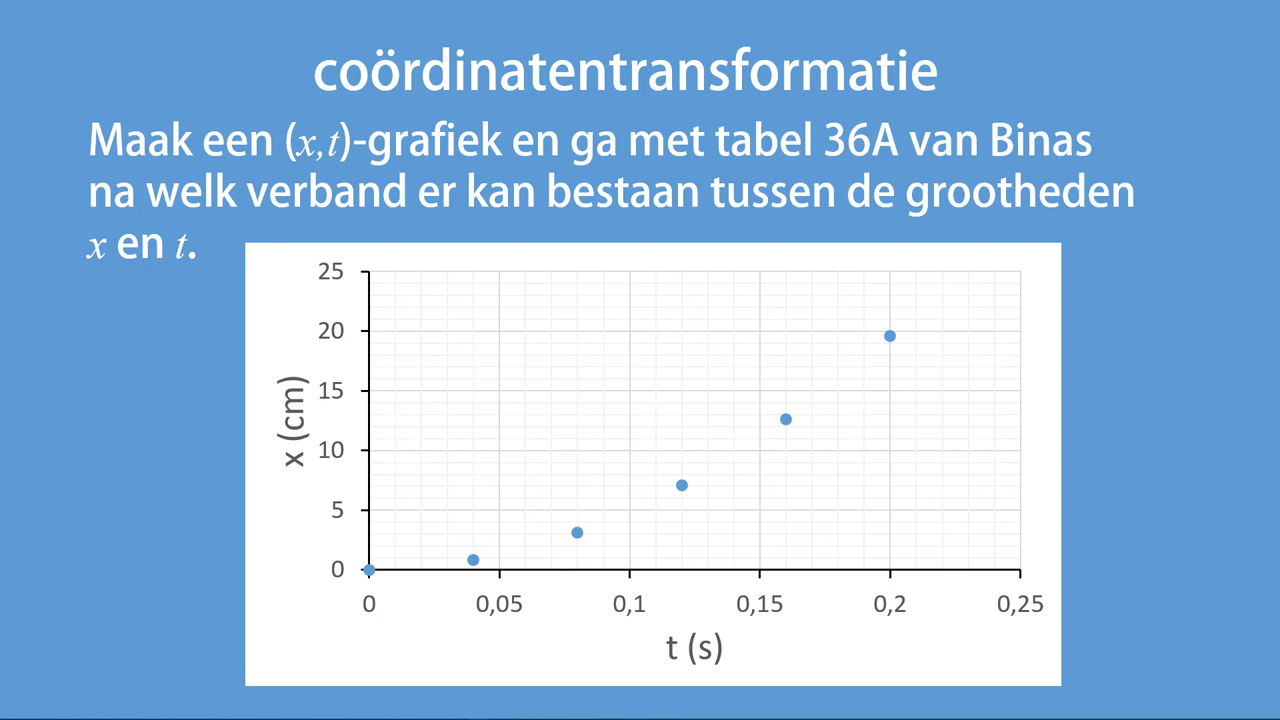 coördinatentransformatie
Maak een (x,t)-grafiek en ga met tabel 36A van Binas
na welk verband er kan bestaan tussen de grootheden
x en t.
25
20
15
10
5
0
x (cm)
0 0,05 0,1 0,15 0,2 0,25
t (s)